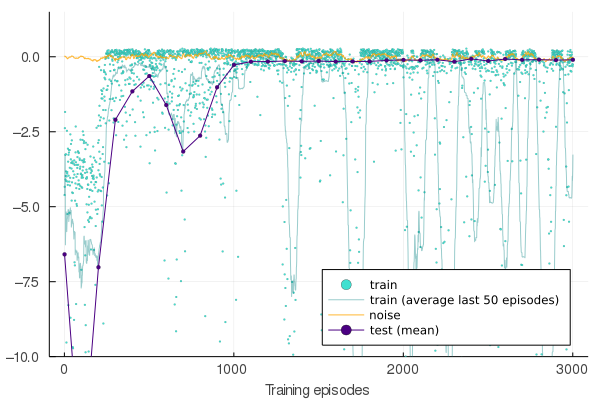 0.0
−2.5
−5.0
−7.5
−10.0
0
1000
2000
3000
Training episodes
train
train (average last 50 episodes)
noise
test (mean)